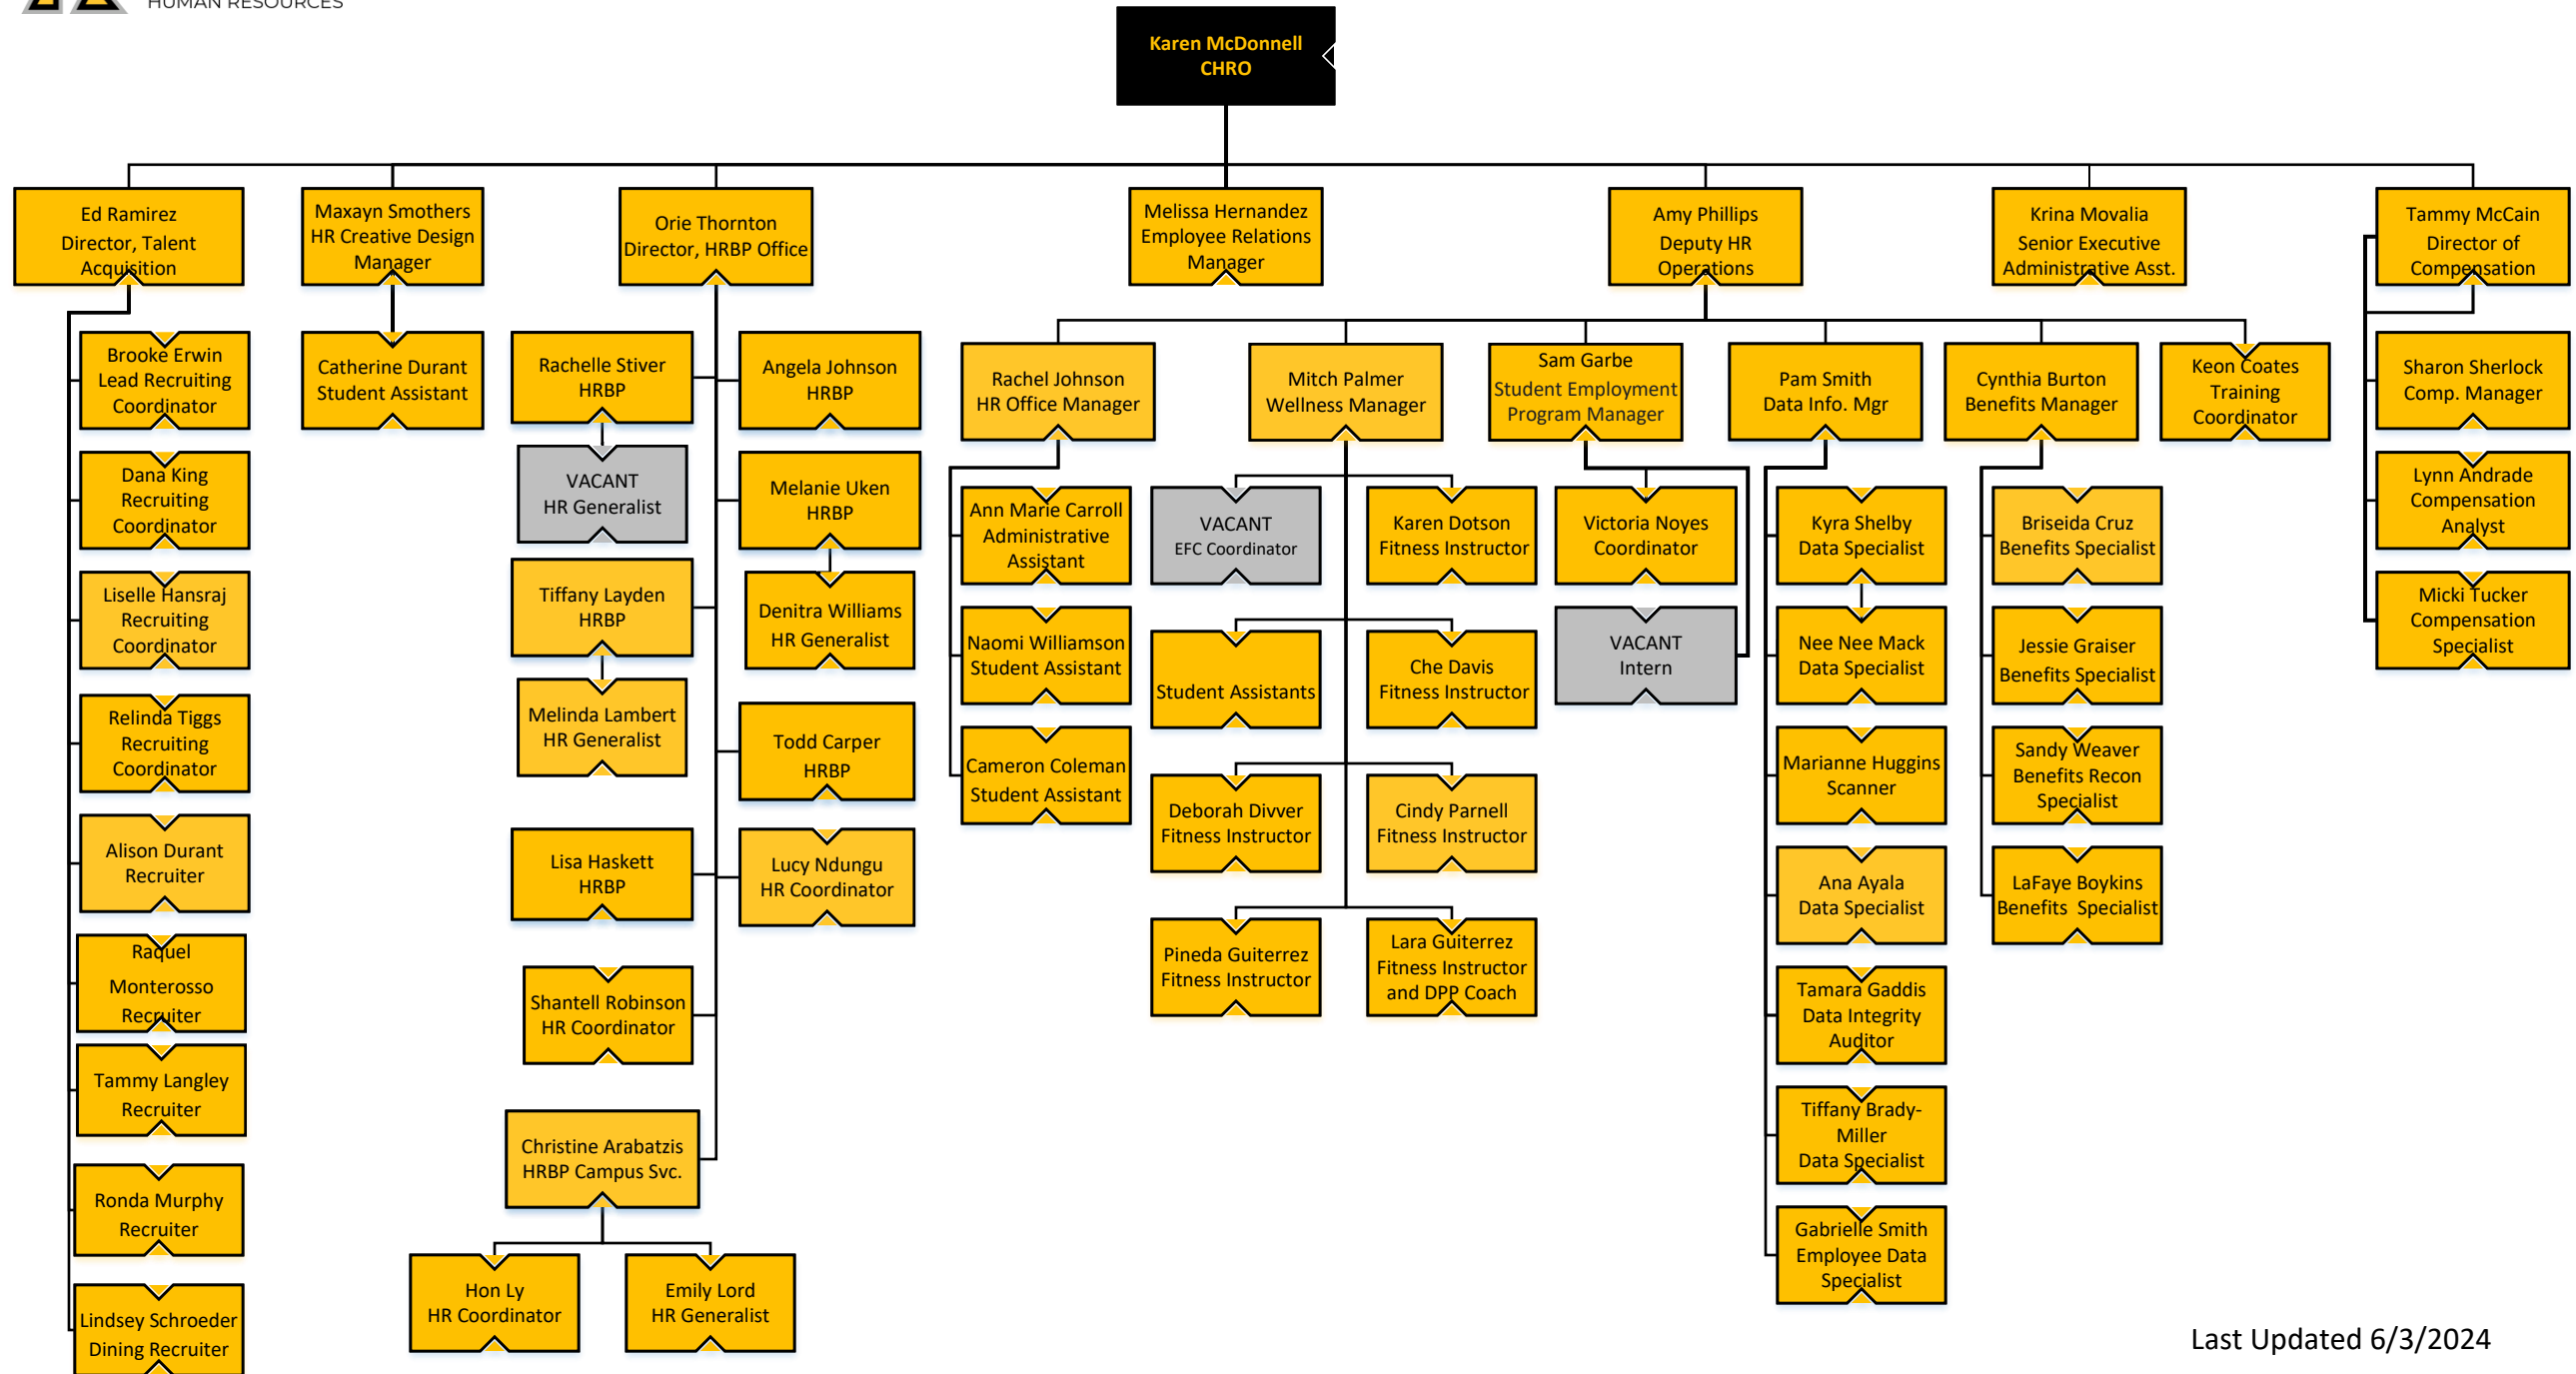 HUMAN RESOURCES
Karen McDonnell
CHRO
Ed Ramirez
Director, Talent
Acquisition
Maxayn Smothers
HR Creative Design
Manager
Orie Thornton
Director, HRBP Office
Melissa Hernandez
Employee Relations
Manager
Amy Phillips
Deputy HR
Operations
Krina Movalia
Senior Executive
Administrative Asst.
Tammy McCain
Director of
Compensation
Brooke Erwin
Lead Recruiting
Coordinator
Dana King
Recruiting
Coordinator
Liselle Hansraj
Recruiting
Coordinator
Relinda Tiggs
Recruiting
Coordinator
Alison Durant
Recruiter
Raquel
Monterosso
Recruiter
Tammy Langley
Recruiter
Ronda Murphy
Recruiter
Lindsey Schroeder
Dining Recruiter
Catherine Durant
Student Assistant
Rachelle Stiver
HRBP
VACANT
HR Generalist
Tiffany Layden
HRBP
Melinda Lambert
HR Generalist
Lisa Haskett
HRBP
Shantell Robinson
HR Coordinator
Christine Arabatzis
HRBP Campus Svc.
Hon Ly
HR Coordinator
Emily Lord
HR Generalist
Angela Johnson
HRBP
Melanie Uken
HRBP
Denitra Williams
HR Generalist
Todd Carper
HRBP
Lucy Ndungu
HR Coordinator
Rachel Johnson
HR Office Manager
Ann Marie Carroll
Administrative
Assistant
Naomi Williamson
Student Assistant
Cameron Coleman
Student Assistant
Mitch Palmer
Wellness Manager
VACANT
EFC Coordinator
Karen Dotson
Fitness Instructor
Student Assistants
Che Davis
Fitness Instructor
Deborah Divver
Fitness Instructor
Cindy Parnell
Fitness Instructor
Pineda Guiterrez
Fitness Instructor
Lara Guiterrez
Fitness Instructor
and DPP Coach
Sam Garbe
Student Employment
Program Manager
Victoria Noyes
Coordinator
VACANT
Intern
Pam Smith
Data Info. Mgr
Kyra Shelby
Data Specialist
Nee Nee Mack
Data Specialist
Marianne Huggins
Scanner
Ana Ayala
Data Specialist
Tamara Gaddis
Data Integrity
Auditor
Tiffany Brady-
Miller
Data Specialist
Gabrielle Smith
Employee Data
Specialist
Cynthia Burton
Benefits Manager
Briseida Cruz
Benefits Specialist
Jessie Graiser
Benefits Specialist
Sandy Weaver
Benefits Recon
Specialist
LaFaye Boykins
Benefits  Specialist
Keon Coates
Training
Coordinator
Sharon Sherlock
Comp. Manager
Lynn Andrade
Compensation
Analyst
Micki Tucker
Compensation
Specialist
Last Updated 6/3/2024